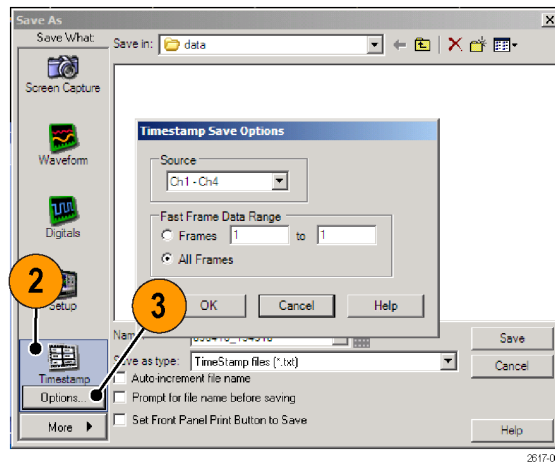 Save As
Save What:
Save in: data
Screen Capture
Waveform
Digitals
Setup
Timestamp
Options...
More
Timestamp Save Options
Source
Ch1 - Ch4
Fast Frame Data Range
Frames 1 to 1
All Frames
OK Cancel Help
2
3
Save as type: TimeStamp files (*.txt)
Auto-increment file name
Prompt for file name before saving
Set Front Panel Print Button to Save
Save
Cancel
Help